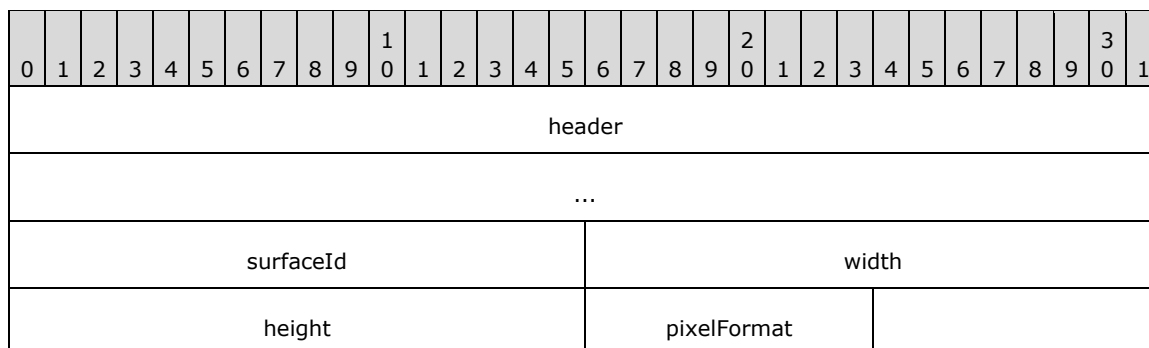 1 2 3
0 1 2 3 4 5 6 7 8 9 0 1 2 3 4 5 6 7 8 9 0 1 2 3 4 5 6 7 8 9 0 1
header
...
surfaceId width
height pixelFormat